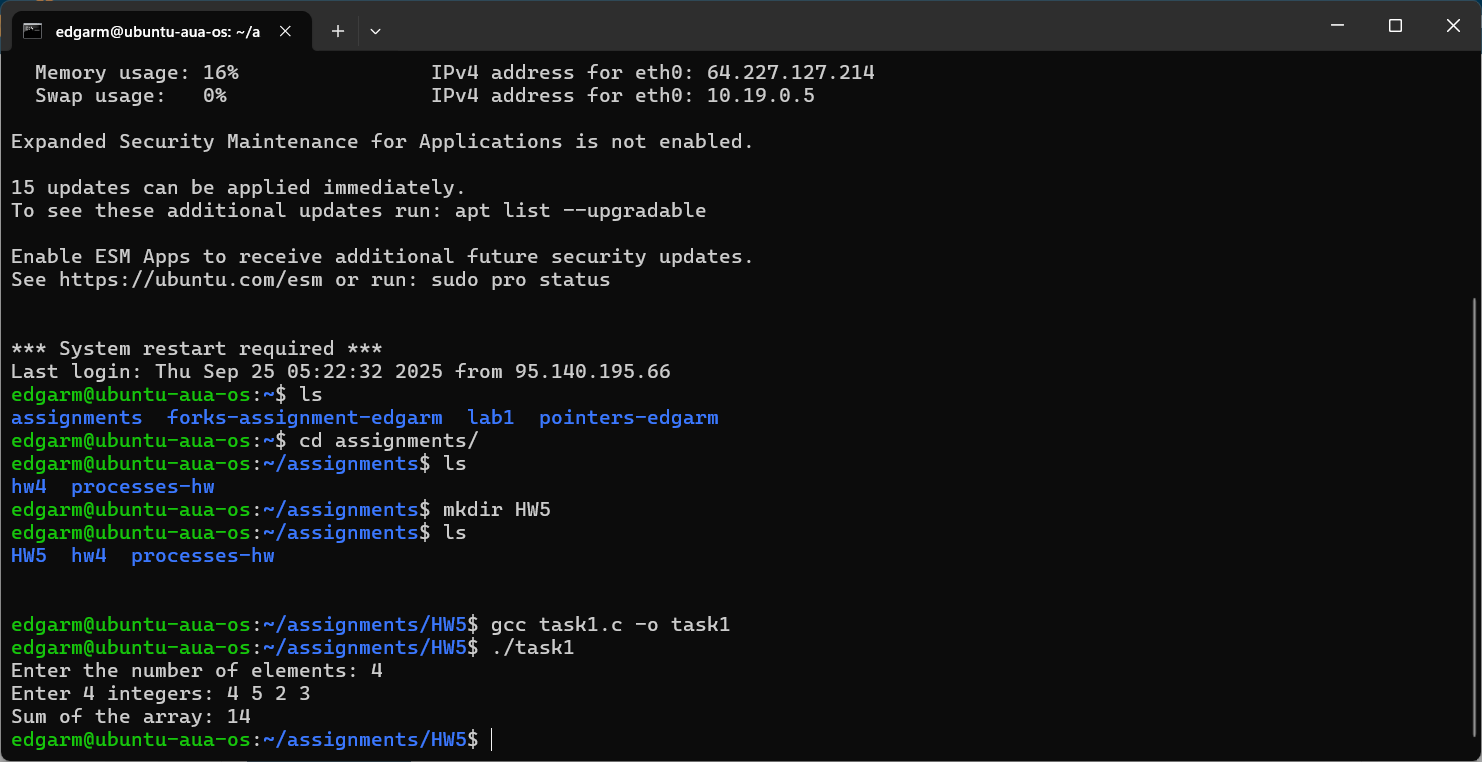 edgarm@ubuntu-aua-os: ~/a
Memory usage: 16% IPv4 address for eth0: 64.227.127.214
Swap usage: 0% IPv4 address for eth0: 10.19.0.5
Expanded Security Maintenance for Applications is not enabled.
15 updates can be applied immediately.
To see these additional updates run: apt list --upgradable
Enable ESM Apps to receive additional future security updates.
See https://ubuntu.com/esm or run: sudo pro status
*** System restart required ***
Last login: Thu Sep 25 05:22:32 2025 from 95.140.195.66
edgarm@ubuntu-aua-os:~$ ls
assignments forks-assignment-edgarm lab1 pointers-edgarm
edgarm@ubuntu-aua-os:~$ cd assignments/
edgarm@ubuntu-aua-os:~/assignments$ ls
hw4 processes-hw
edgarm@ubuntu-aua-os:~/assignments$ mkdir HW5
edgarm@ubuntu-aua-os:~/assignments$ ls
HW5 hw4 processes-hw
edgarm@ubuntu-aua-os:~/assignments/HW5$ gcc task1.c -o task1
edgarm@ubuntu-aua-os:~/assignments/HW5$ ./task1
Enter the number of elements: 4
Enter 4 integers: 4 5 2 3
Sum of the array: 14
edgarm@ubuntu-aua-os:~/assignments/HW5$